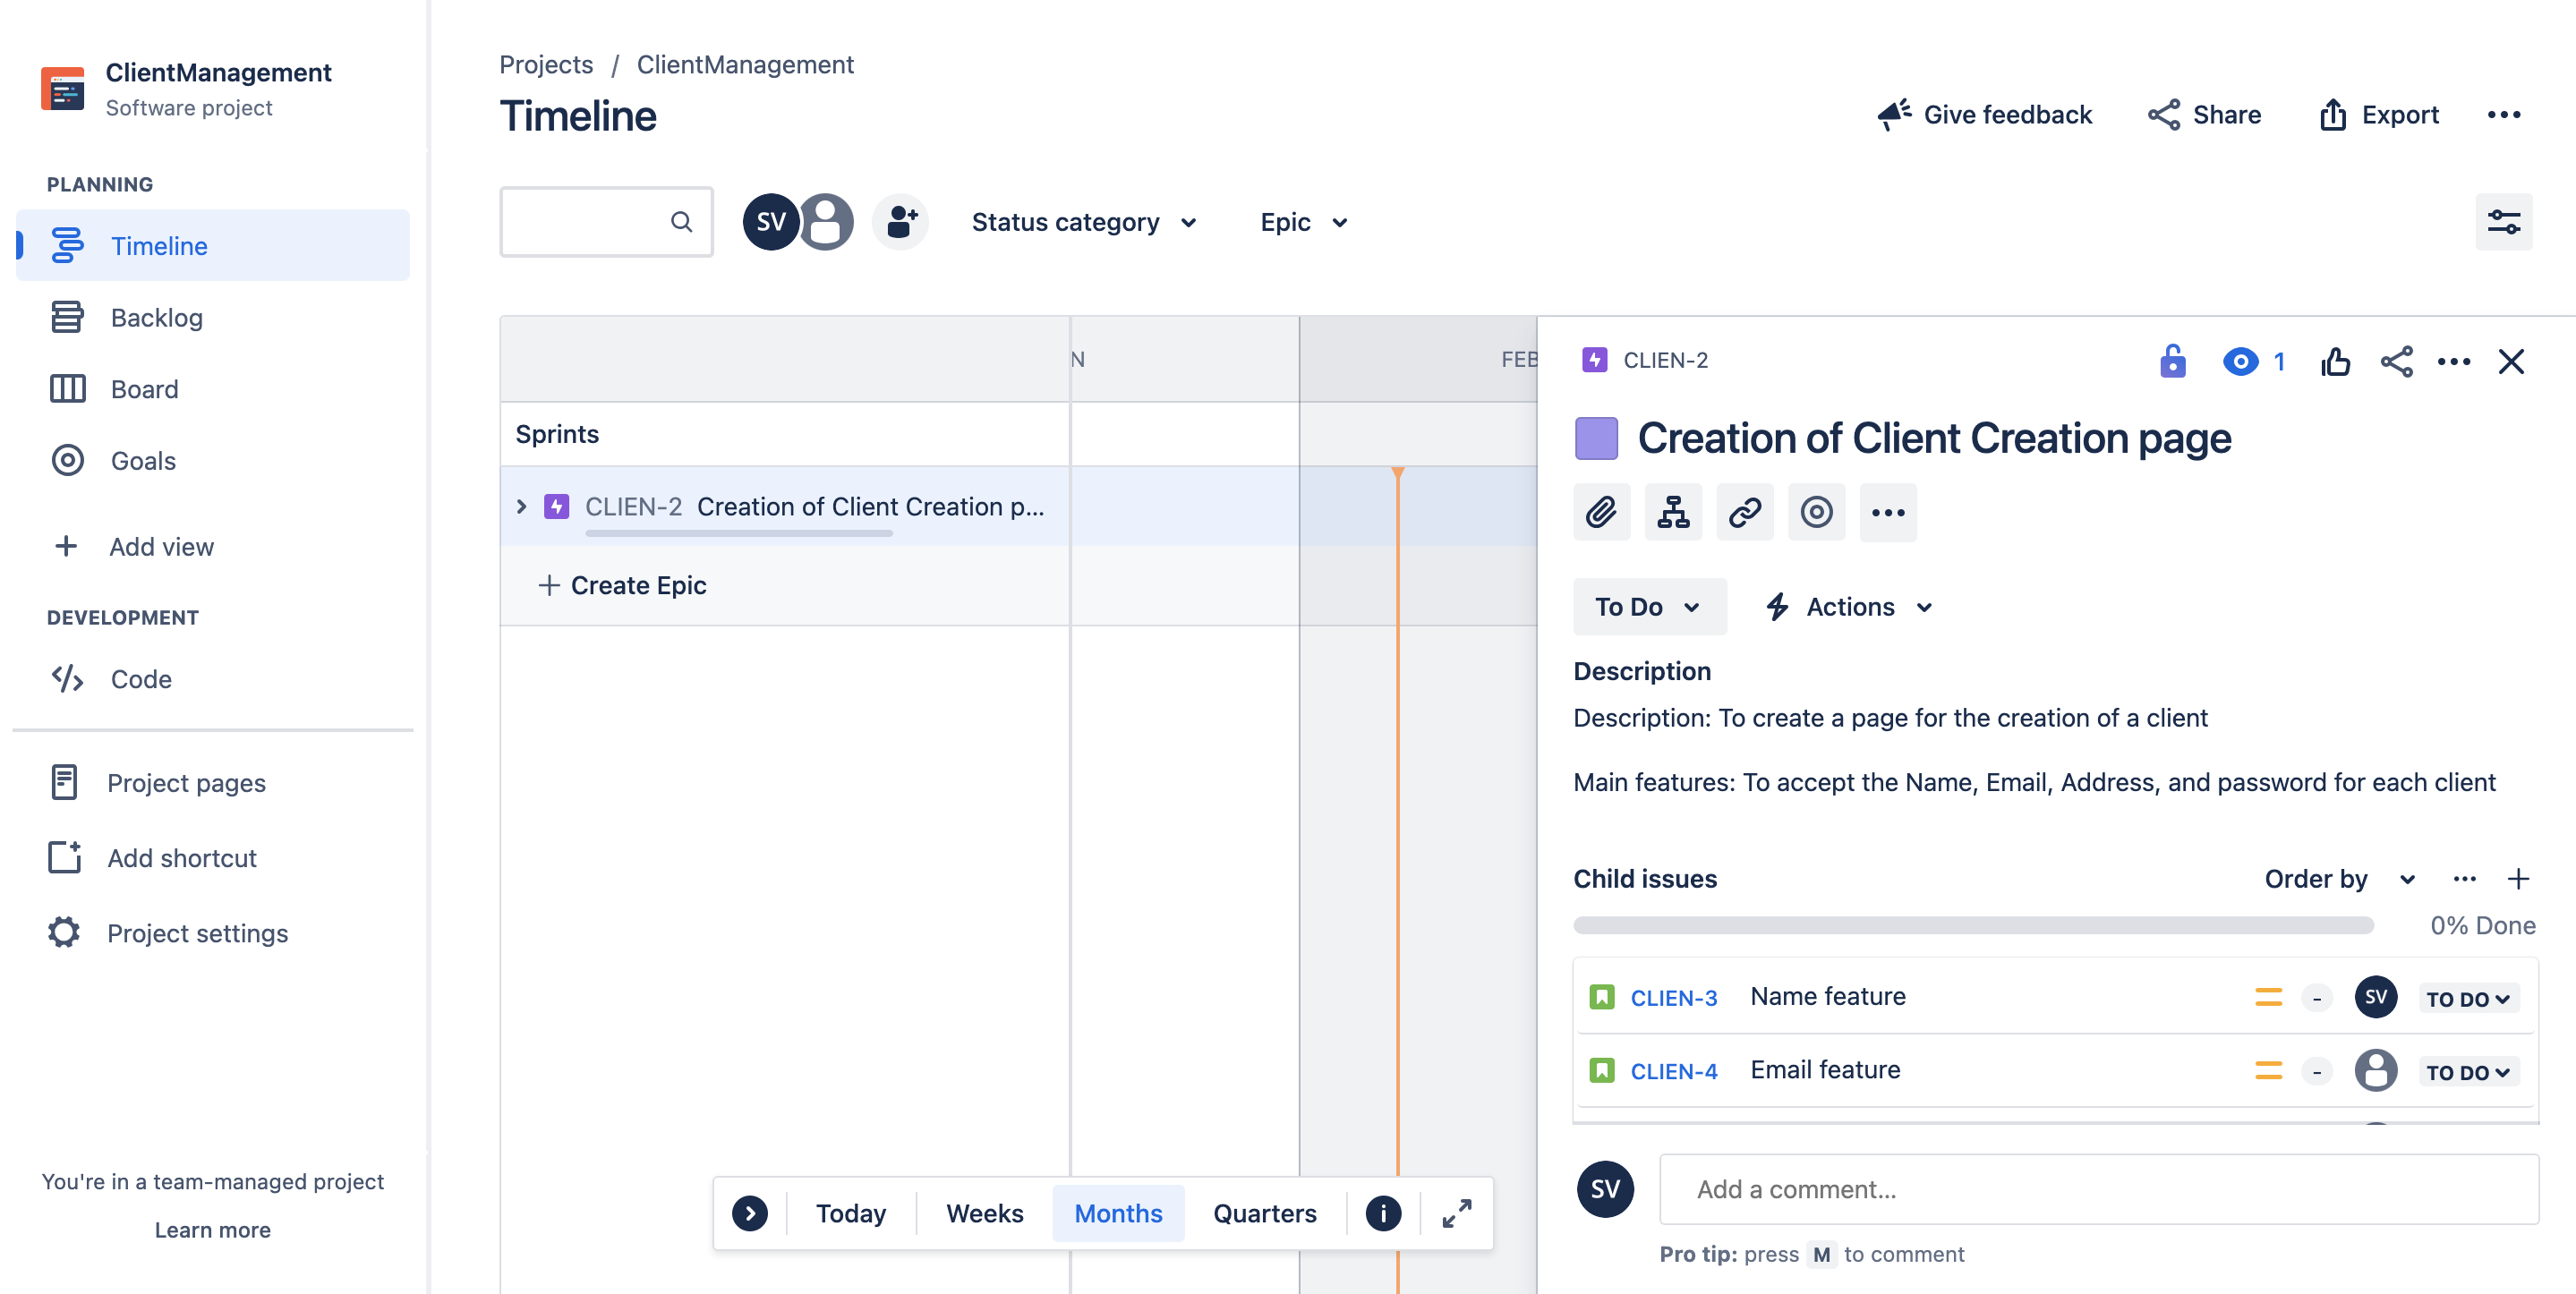 ClientManagement
Software project
PLANNING
Timeline
Backlog
Board
Goals
Add view
DEVELOPMENT
Code
Project pages
Add shortcut
Project settings
You're in a team-managed project
Learn more
Projects / ClientManagement
Timeline
Give feedback
Share
Export
SV
Status category
Epic
N
FEB
Sprints
CLIEN-2 Creation of Client Creation p...
Create Epic
Today
Weeks
Months
Quarters
CLIEN-2
1
Creation of Client Creation page
To Do
Actions
Description
Description: To create a page for the creation of a client
Main features: To accept the Name, Email, Address, and password for each client
Child issues
Order by
0% Done
CLIEN-3 Name feature - SV TO DO
CLIEN-4 Email feature - TO DO
SV
Add a comment...
Pro tip: press M to comment